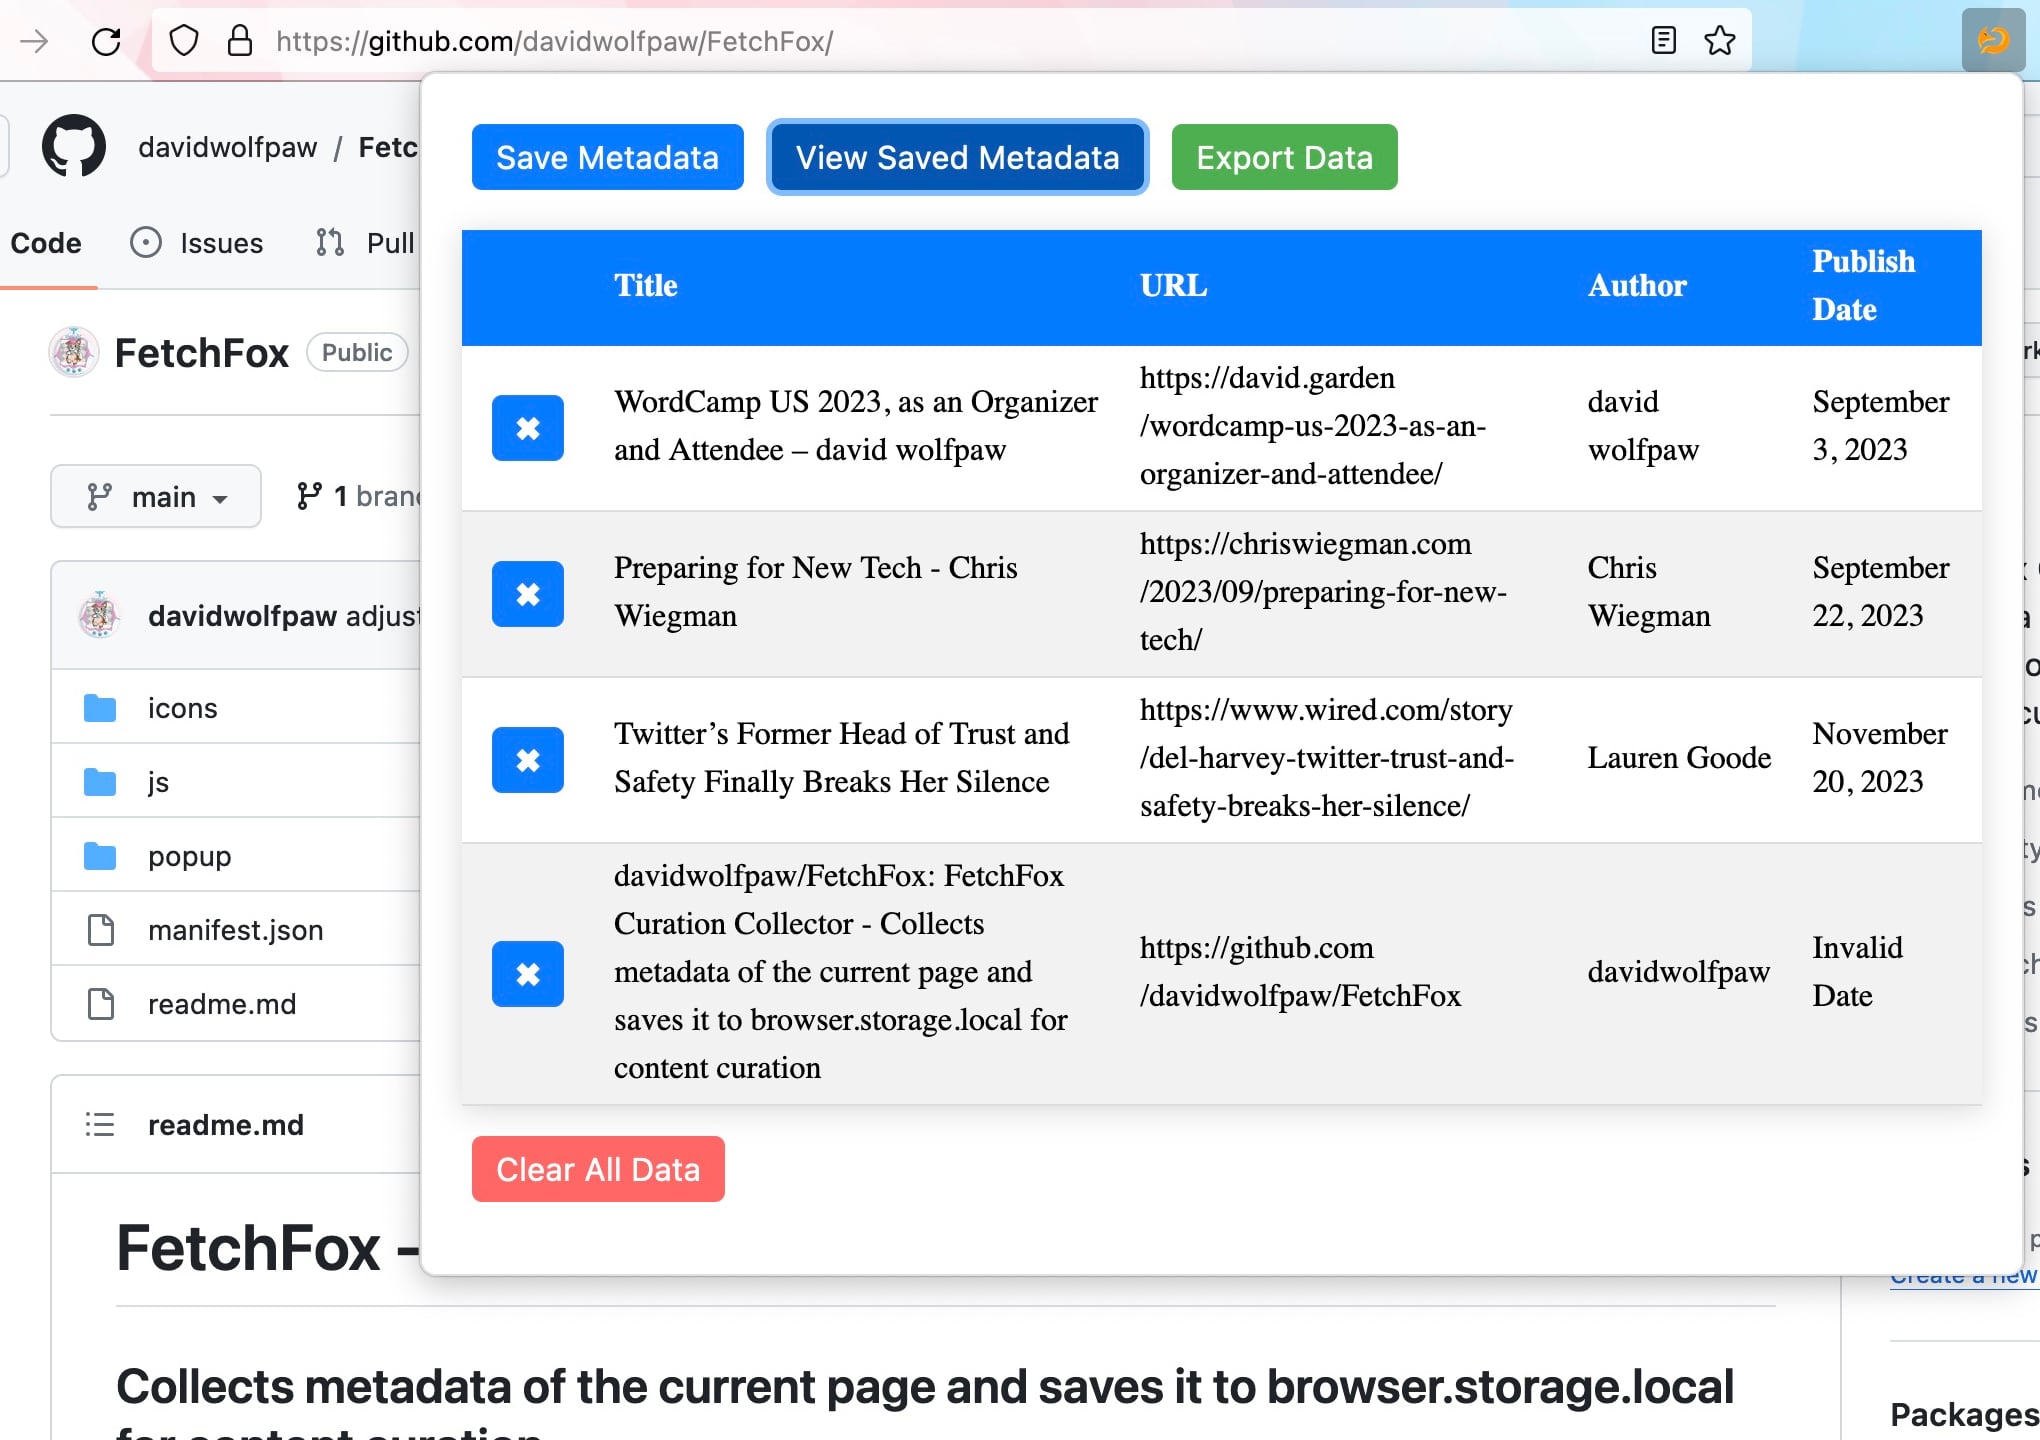 https://github.com/davidwolfpaw/FetchFox/
davidwolfpaw / Fetc
Code
Issues
Pull
FetchFox
Public
main
1 branc
davidwolfpaw adjust
icons
js
popup
manifest.json
readme.md
readme.md
FetchFox -
Collects metadata of the current page and saves it to browser.storage.local
for content curation
Save Metadata
View Saved Metadata
Export Data
Title
URL
Author
Publish
Date
WordCamp US 2023, as an Organizer
and Attendee – david wolfpaw
https://david.garden
/wordcamp-us-2023-as-an-
organizer-and-attendee/
david
wolfpaw
September
3, 2023
Preparing for New Tech - Chris
Wiegman
https://chriswiegman.com
/2023/09/preparing-for-new-
tech/
Chris
Wiegman
September
22, 2023
Twitter’s Former Head of Trust and
Safety Finally Breaks Her Silence
https://www.wired.com/story
/del-harvey-twitter-trust-and-
safety-breaks-her-silence/
Lauren Goode
November
20, 2023
davidwolfpaw/FetchFox: FetchFox
Curation Collector - Collects
metadata of the current page and
saves it to browser.storage.local for
content curation
https://github.com
/davidwolfpaw/FetchFox
davidwolfpaw
Invalid
Date
Clear All Data
Create a new
Packages